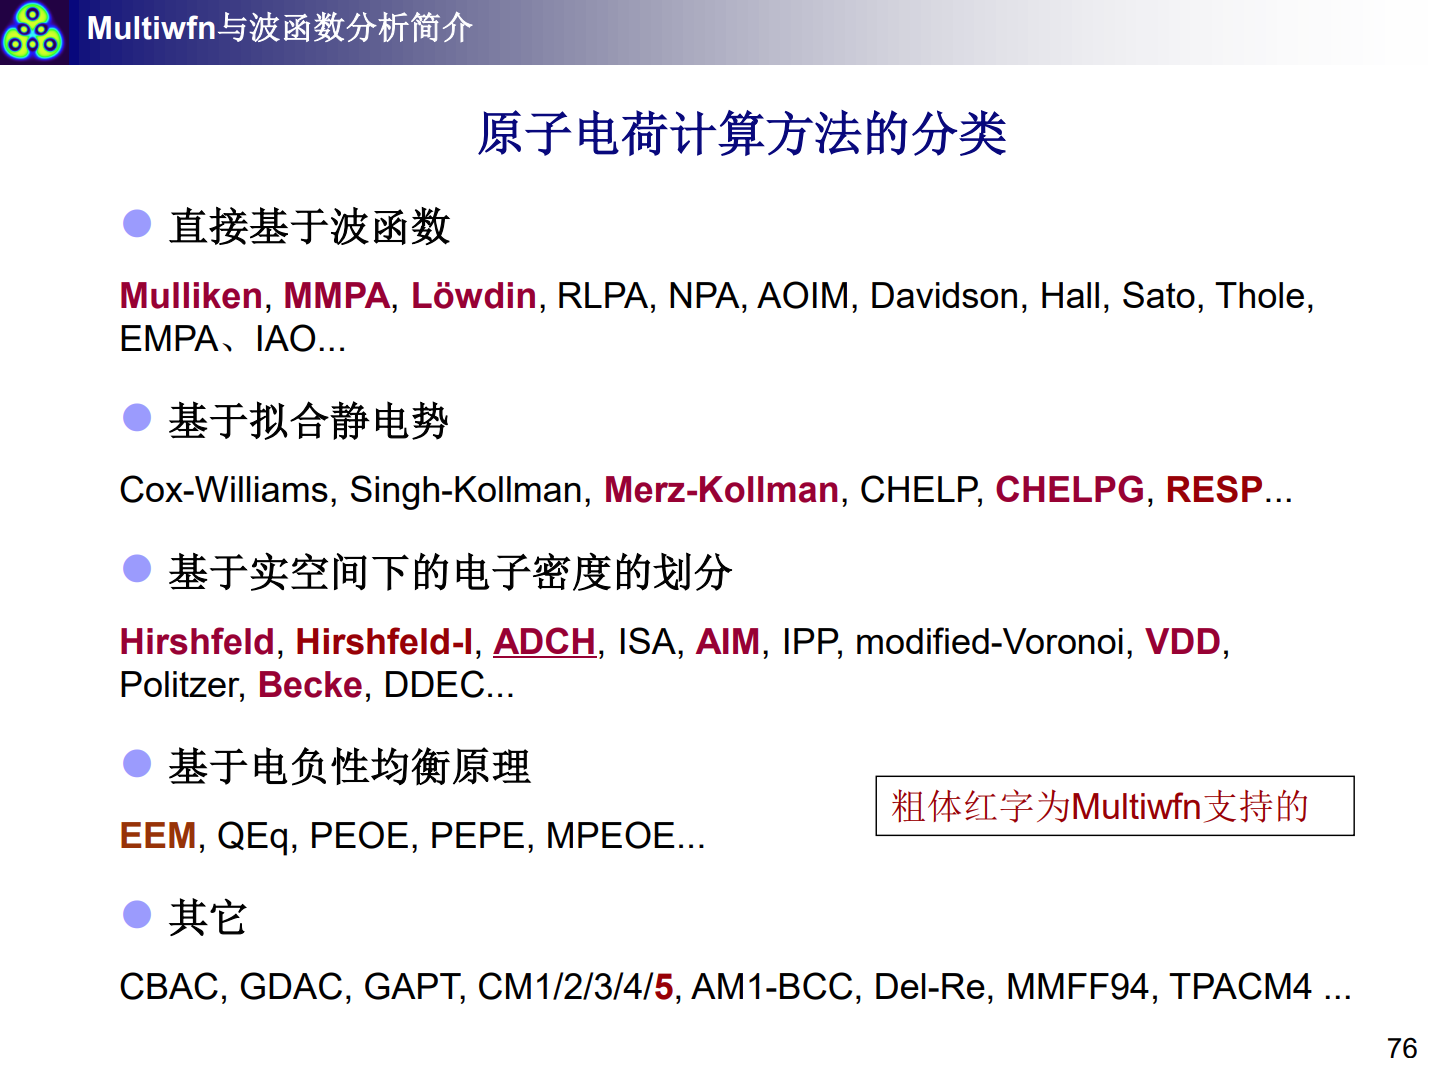 Multiwfn与波函数分析简介
原子电荷计算方法的分类
直接基于波函数
Mulliken, MMPA, Löwdin, RLPA, NPA, AOIM, Davidson, Hall, Sato, Thole,
EMPA、IAO...
基于拟合静电势
Cox-Williams, Singh-Kollman, Merz-Kollman, CHELP, CHELPG, RESP...
基于实空间下的电子密度的划分
Hirshfeld, Hirshfeld-I, ADCH, ISA, AIM, IPP, modified-Voronoi, VDD,
Politzer, Becke, DDEC...
基于电负性均衡原理
EEM, QEq, PEOE, PEPE, MPEOE...
粗体红字为Multiwfn支持的
其它
CBAC, GDAC, GAPT, CM1/2/3/4/5, AM1-BCC, Del-Re, MMFF94, TPACM4 ...
76